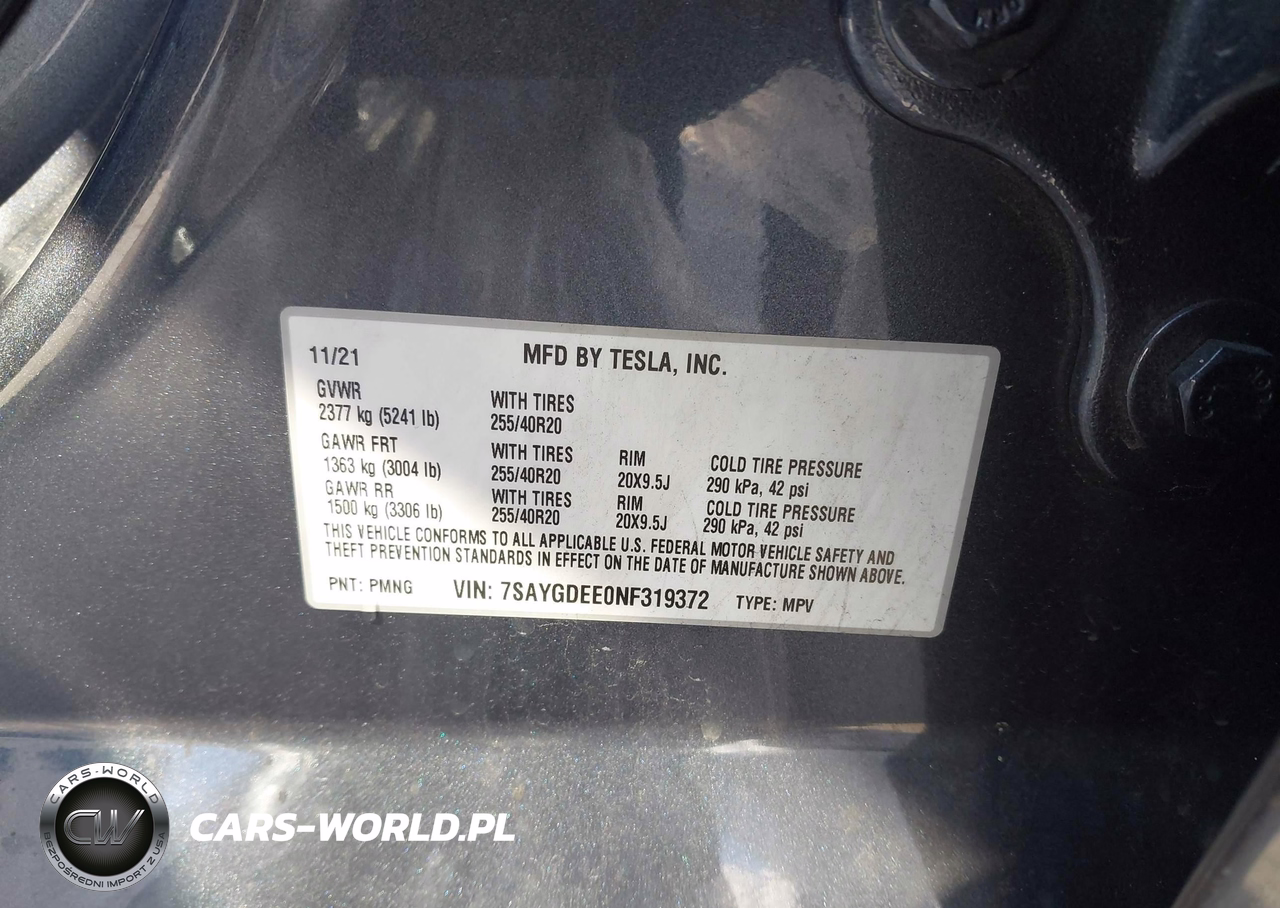 11/21
MFD BY TESLA, INC.
GVWR
2377 kg (5241 lb)
WITH TIRES
255/40R20
GAWR FRT
1363 kg (3004 lb)
WITH TIRES
255/40R20
RIM
20X9.5J
COLD TIRE PRESSURE
290 kPa, 42 psi
GAWR RR
1500 kg (3306 lb)
WITH TIRES
255/40R20
RIM
20X9.5J
COLD TIRE PRESSURE
290 kPa, 42 psi
THIS VEHICLE CONFORMS TO ALL APPLICABLE U.S. FEDERAL MOTOR VEHICLE SAFETY AND
THEFT PREVENTION STANDARDS IN EFFECT ON THE DATE OF MANUFACTURE SHOWN ABOVE.
PNT: PMNG VIN: 7SAYGDEE0NF319372 TYPE: MPV
CARS-WORLD
CW
BEZPOŚREDNI IMPORT Z USA
CARS-WORLD.PL